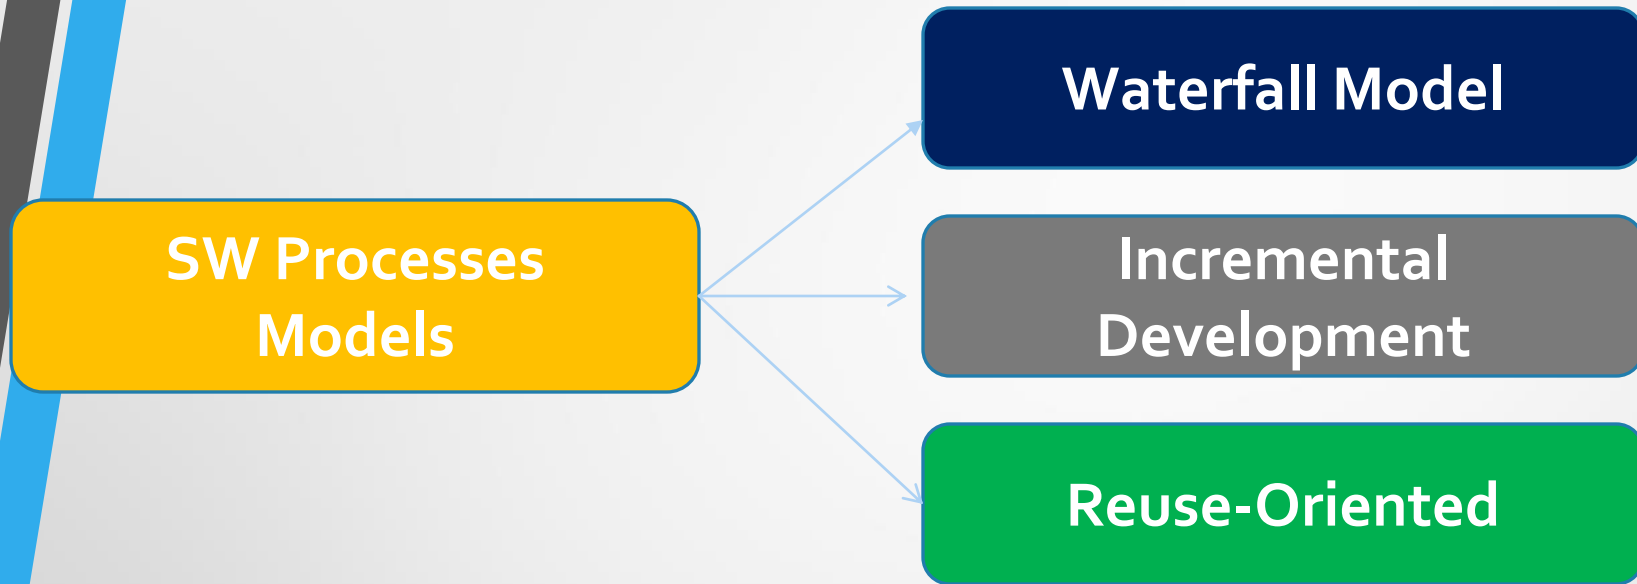 Waterfall Model
SW Processes
Models
Incremental
Development
Reuse-Oriented